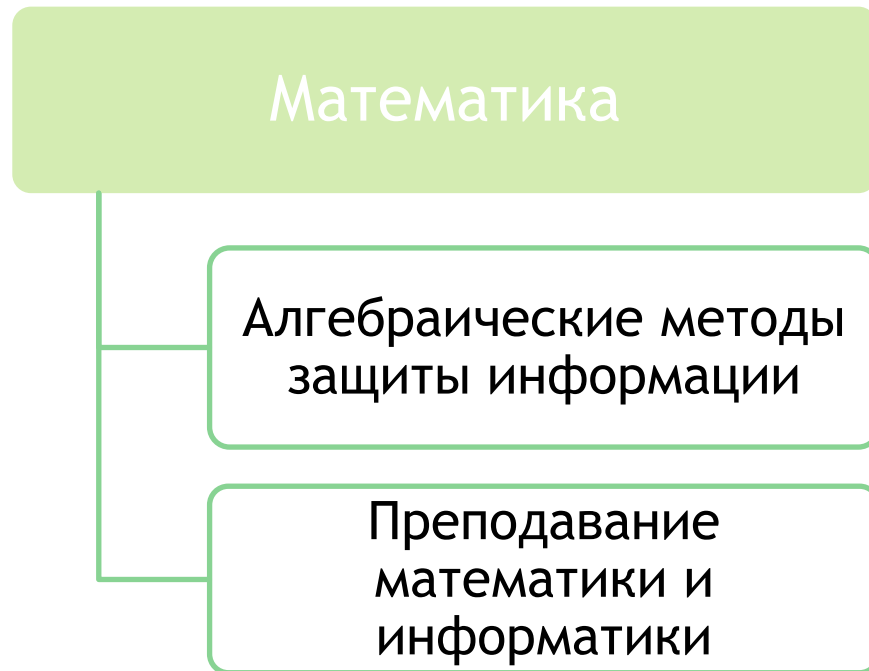 Математика
Алгебраические методы
защиты информации
Преподавание
математики и
информатики